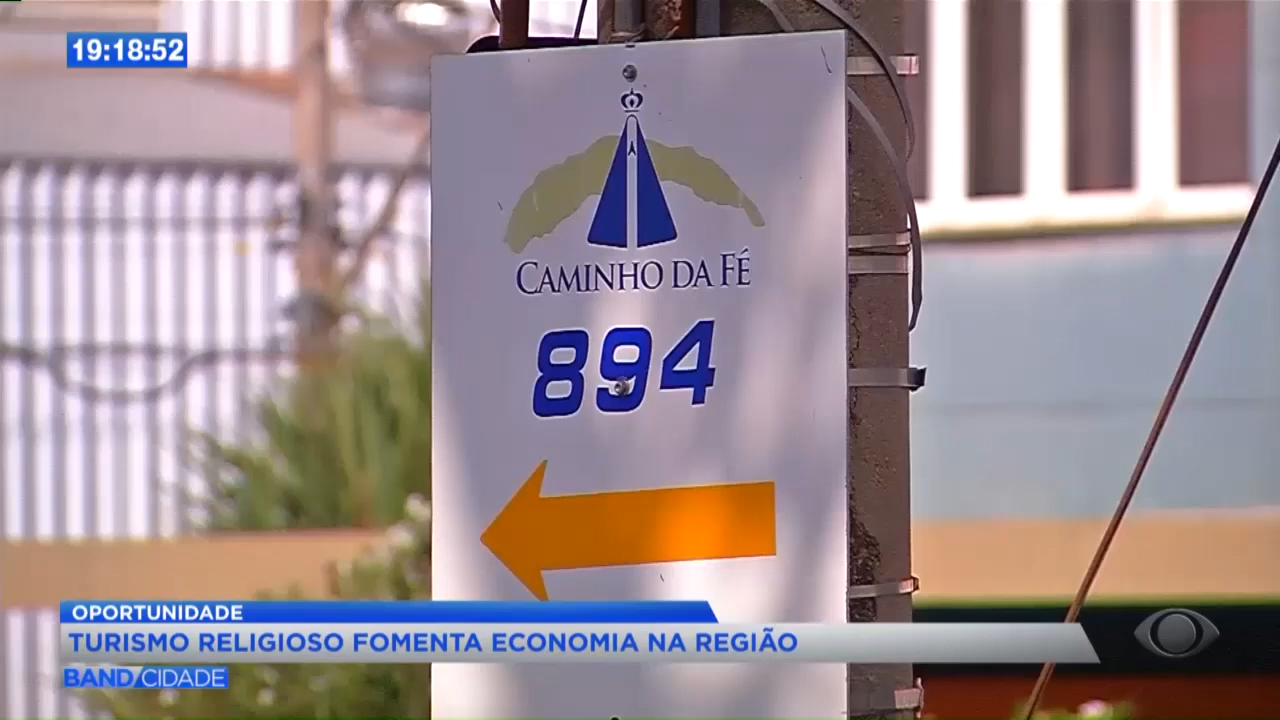 19:18:52
CAMINHO DA FÉ
894
OPORTUNIDADE
TURISMO RELIGIOSO FOMENTA ECONOMIA NA REGIÃO
BAND/CIDADE